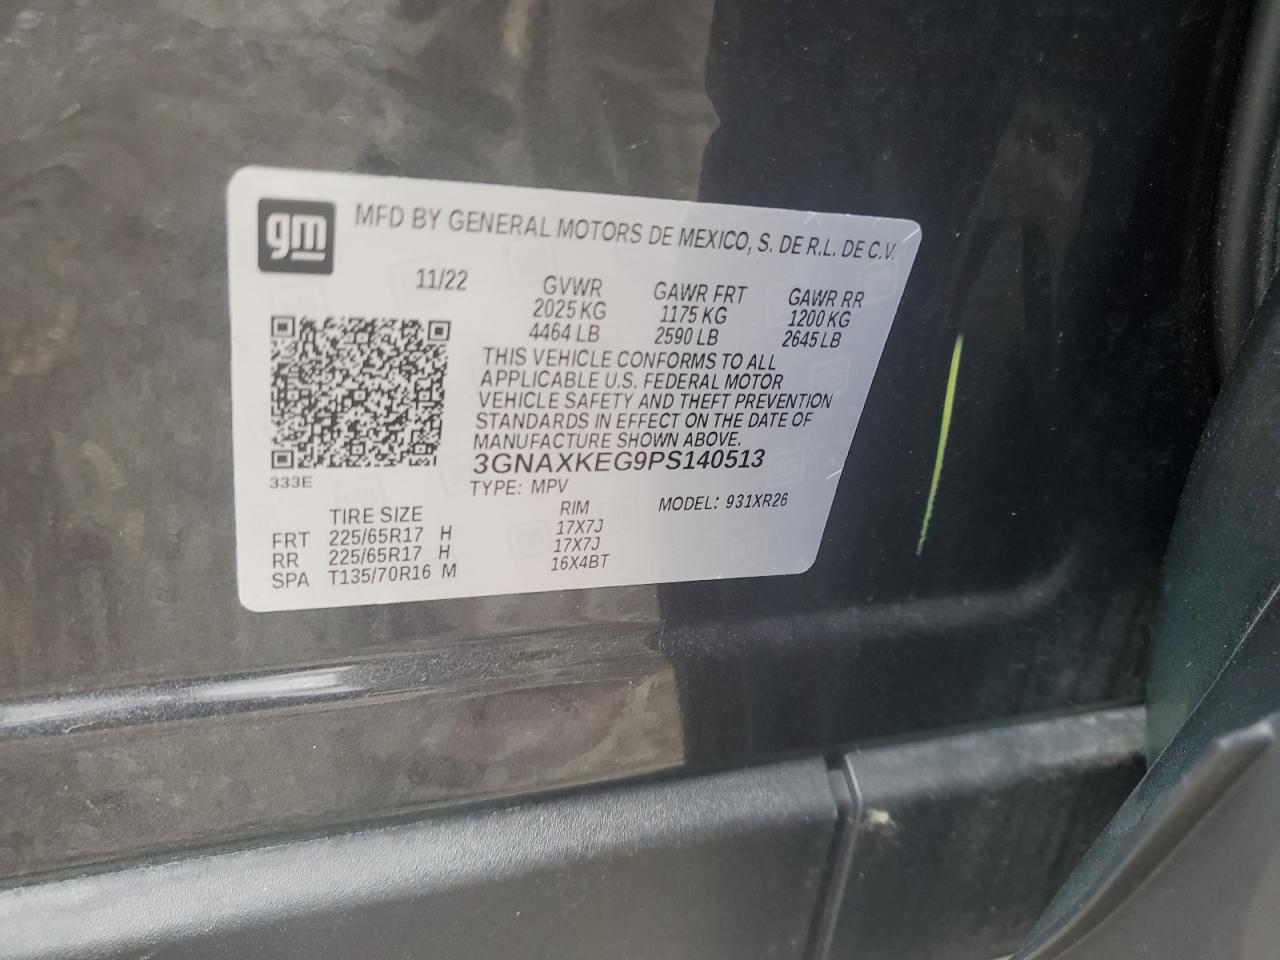 gm
MFD BY GENERAL MOTORS DE MEXICO, S. DE R.L. DE C.V.
11/22 GVWR GAWR FRT GAWR RR
2025 KG 1175 KG 1200 KG
4464 LB 2590 LB 2645 LB
THIS VEHICLE CONFORMS TO ALL
APPLICABLE U.S. FEDERAL MOTOR
VEHICLE SAFETY AND THEFT PREVENTION
STANDARDS IN EFFECT ON THE DATE OF
MANUFACTURE SHOWN ABOVE.
3GNAXKEG9PS140513
333E
TYPE: MPV MODEL: 931XR26
TIRE SIZE RIM
FRT 225/65R17 H 17X7J
RR 225/65R17 H 17X7J
SPA T135/70R16 M 16X4BT